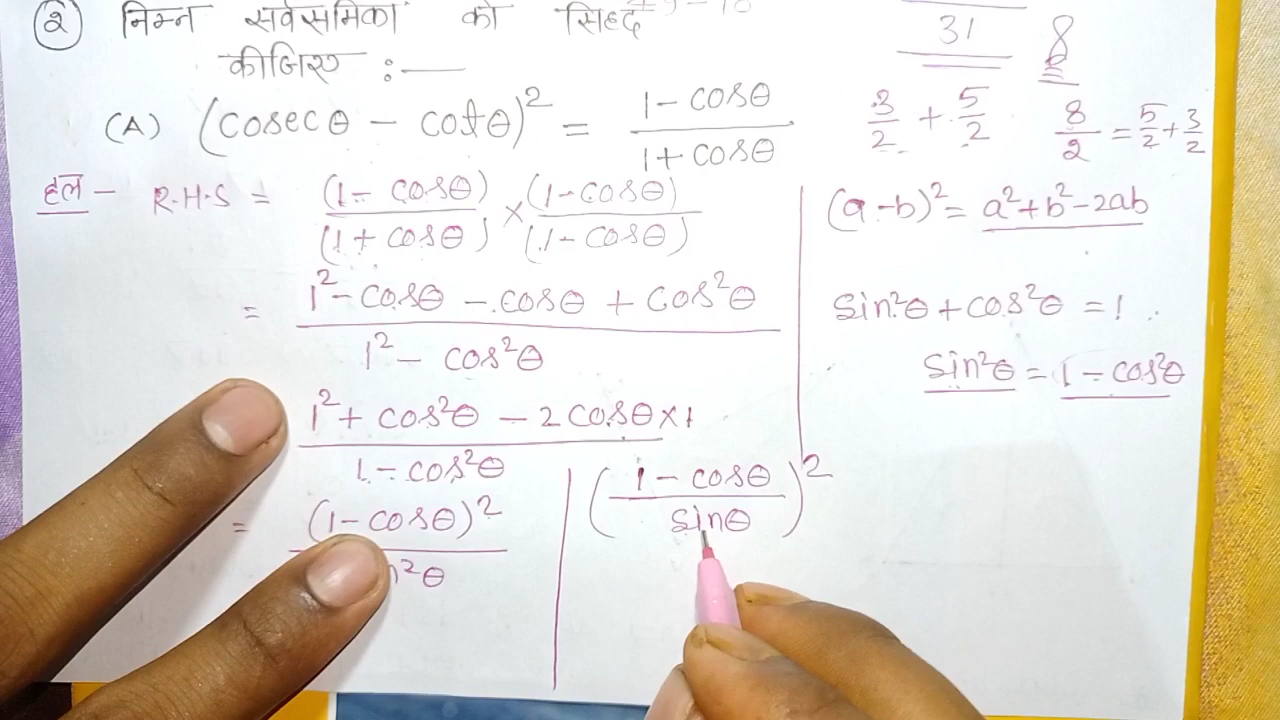 ② निम्न सर्वसमिका को सिध्द
कीजिए :—
(A) (cosecθ - cotθ)² = (1 - cosθ)/(1 + cosθ)
हल - R.H.S = (1 - cosθ)/(1 + cosθ) × (1 - cosθ)/(1 - cosθ)
= (1² - cosθ - cosθ + cos²θ)/(1² - cos²θ)
(1² + cos²θ - 2cosθ×1)/(1 - cos²θ)
= (1 - cosθ)²/ ²θ
((1 - cosθ)/sinθ)²
31
8
3/2 + 5/2
8/2 = 5/2 + 3/2
(a - b)² = a² + b² - 2ab
sin²θ + cos²θ = 1
sin²θ = 1 - cos²θ